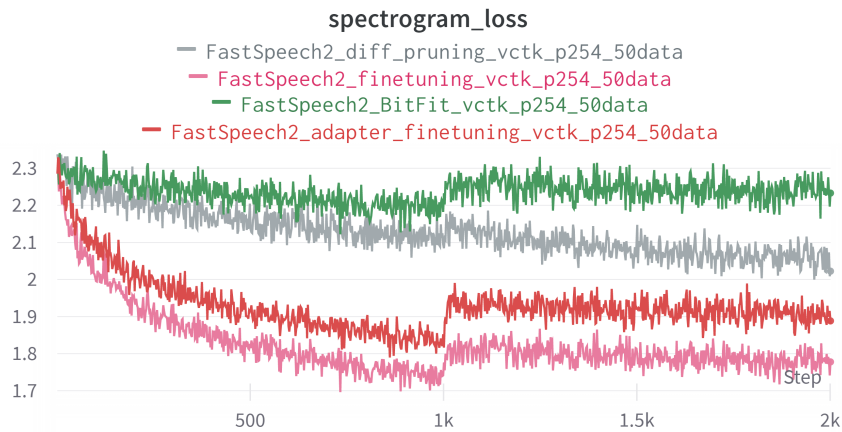 spectrogram_loss
FastSpeech2_diff_pruning_vctk_p254_50data
FastSpeech2_finetuning_vctk_p254_50data
FastSpeech2_BitFit_vctk_p254_50data
FastSpeech2_adapter_finetuning_vctk_p254_50data
2.3
2.2
2.1
2
1.9
1.8
Step
1.7
500
1k
1.5k
2k